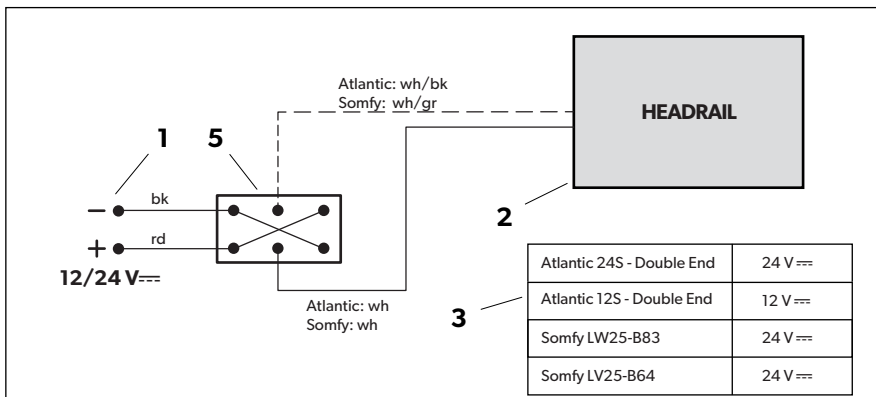 Atlantic: wh/bk
Somfy: wh/gr
HEADRAIL
1
5
bk
2
–
+
rd
12/24 V⎓
Atlantic: wh
Somfy: wh
3
Atlantic 24S - Double End 24 V⎓
Atlantic 12S - Double End 12 V⎓
Somfy LW25-B83 24 V⎓
Somfy LV25-B64 24 V⎓